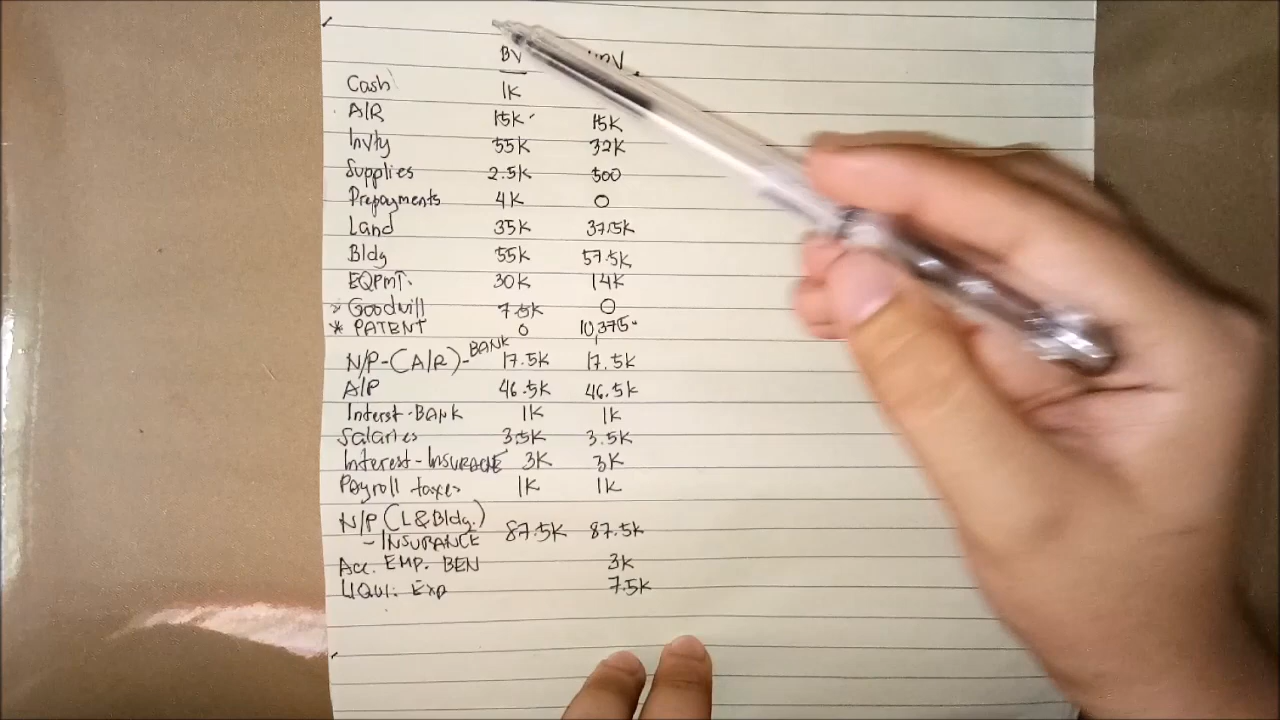 BV
Cash 1K
A/R 15K 15K
Invty 55K 32K
Supplies 2.5K 500
Prepayments 4K 0
Land 35K 37.5K
Bldg 55K 57.5K
EQPMT. 30K 14K
Goodwill 7.5K 0
* PATENT 0 10,375
N/P-(A/R)-BANK 17.5K 17.5K
A/P 46.5K 46.5K
Interst-BANK 1K 1K
Salaries 3.5K 3.5K
Interest-INSURANCE 3K 3K
Payroll taxes 1K 1K
N/P (L&Bldg.)
- INSURANCE 87.5K 87.5K
Acc. EMP. BEN 3K
LIQUI. Exp 7.5K